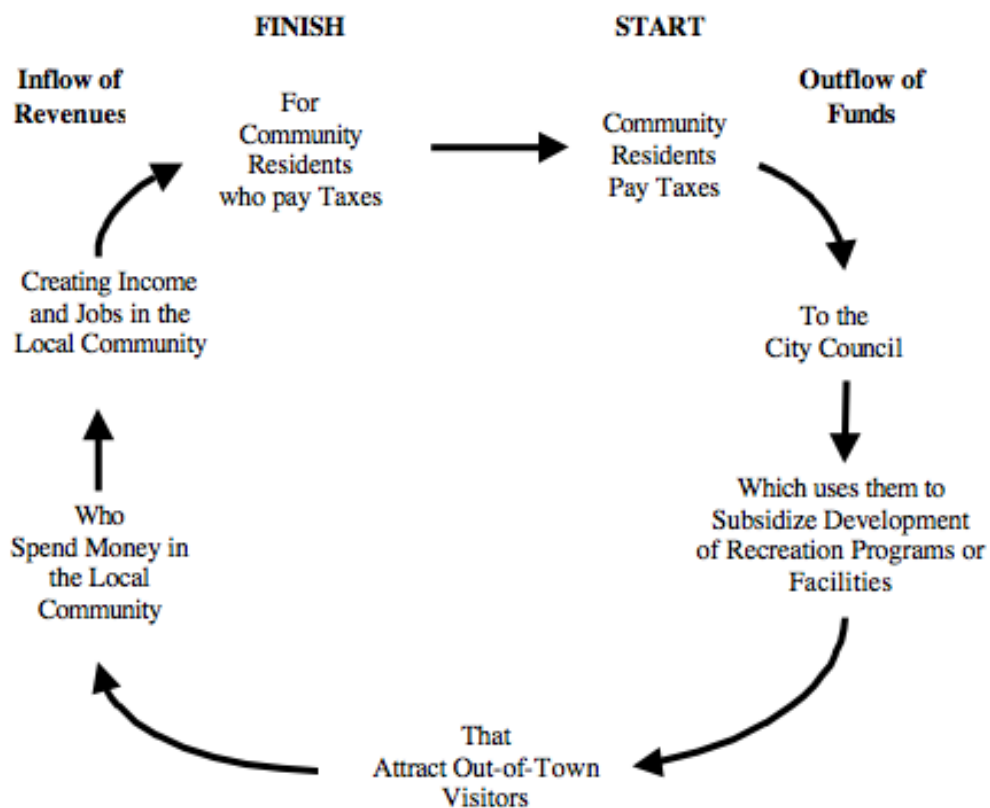 FINISH
START
Inflow of
Revenues
Outflow of
Funds
For
Community
Residents
who pay Taxes
Community
Residents
Pay Taxes
To the
City Council
Which uses them to
Subsidize Development
of Recreation Programs or
Facilities
That
Attract Out-of-Town
Visitors
Who
Spend Money in
the Local
Community
Creating Income
and Jobs in the
Local Community